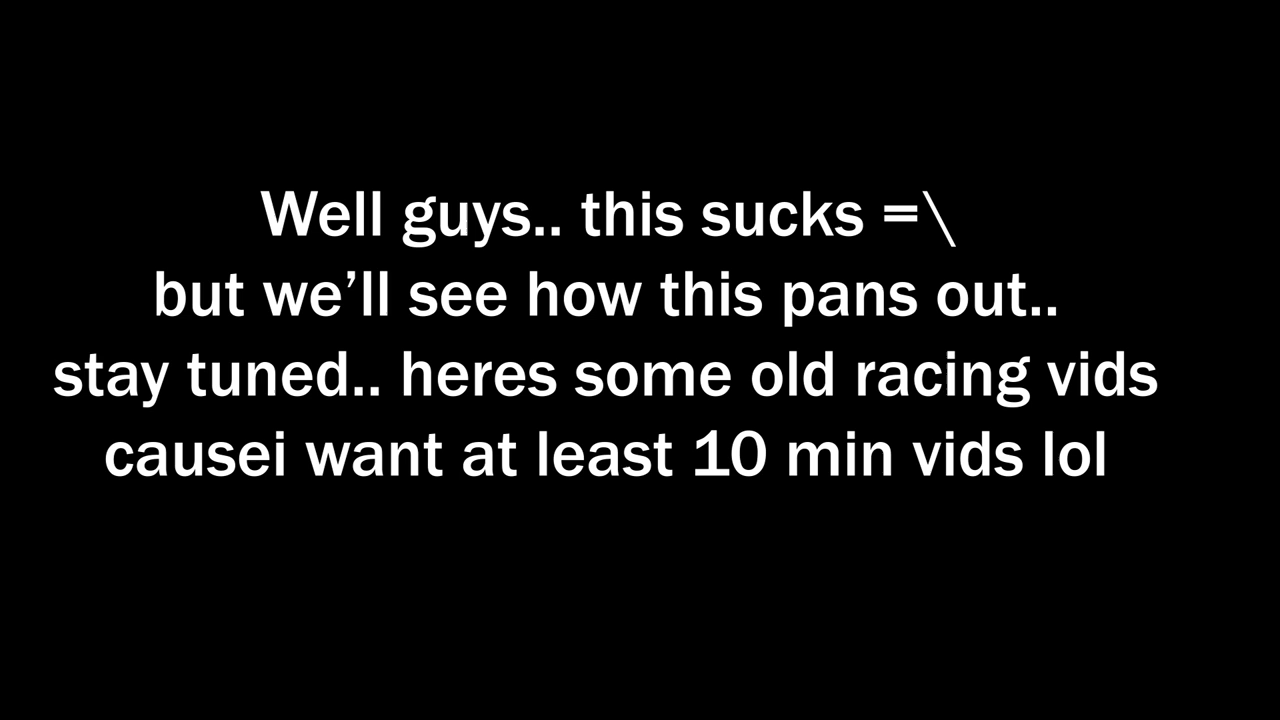 Well guys.. this sucks =\
but we’ll see how this pans out..
stay tuned.. heres some old racing vids
causei want at least 10 min vids lol